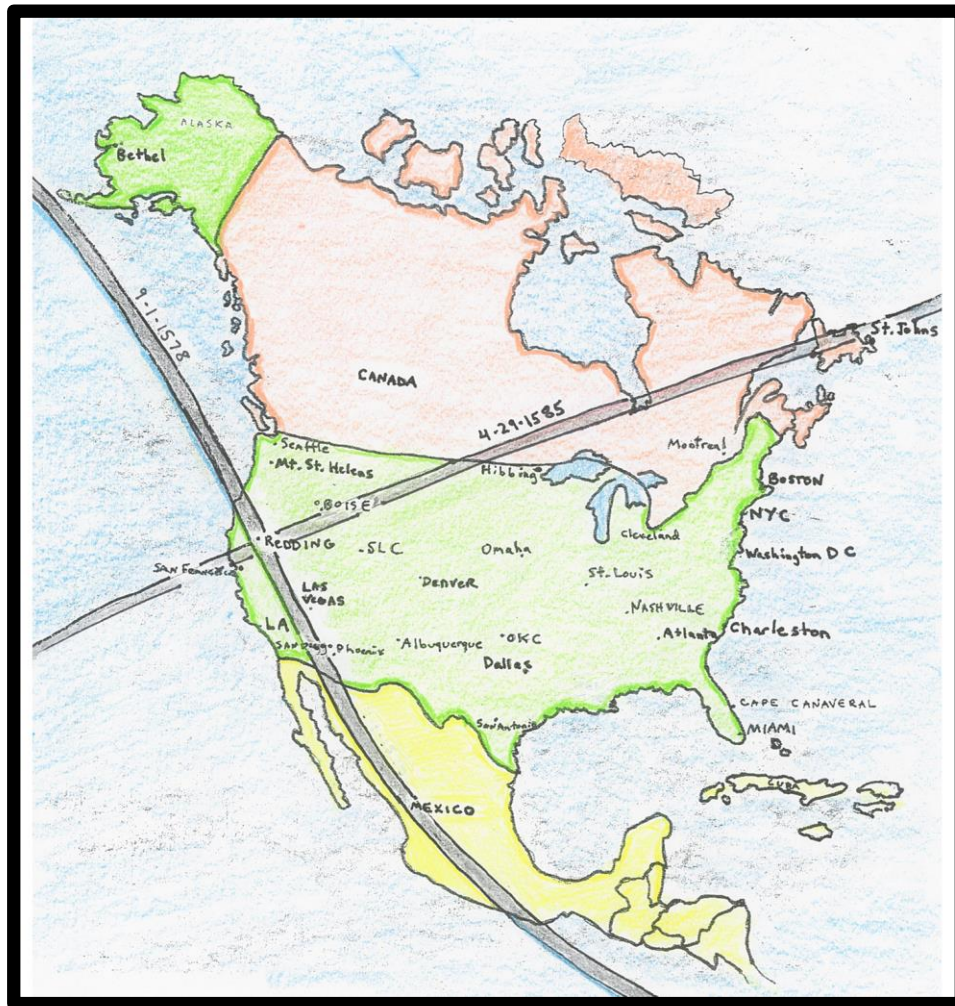 ALASKA
Bethel
9-1-1578
CANADA
4-29-1585
St. Johns
Seattle
Mt. St. Helens
Hibbing
Montreal
BOISE
BOSTON
NYC
REDDING
SLC
Omaha
Cleveland
Washington DC
SAN Francisco
DENVER
St. Louis
LAS
VEGAS
NASHVILLE
LA
Atlanta
Charleston
SAN Diego
Phoenix
Albuquerque
OKC
Dallas
San Antonio
CAPE CANAVERAL
MIAMI
CUBA
MEXICO